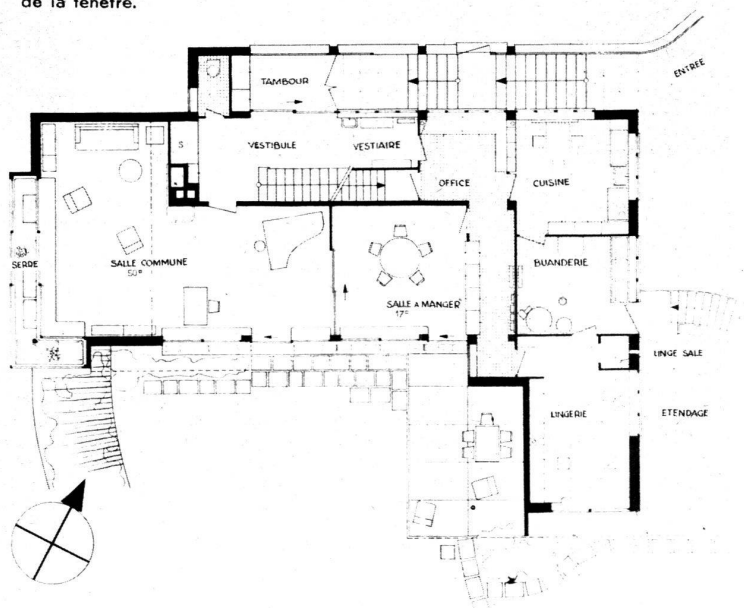 de la fenêtre.
ENTREE
TAMBOUR
VESTIBULE
VESTIAIRE
S
OFFICE
CUISINE
SERRE
SALLE COMMUNE
50°
BUANDERIE
SALLE A MANGER
17°
LINGE SALE
LINGERIE
ETENDAGE